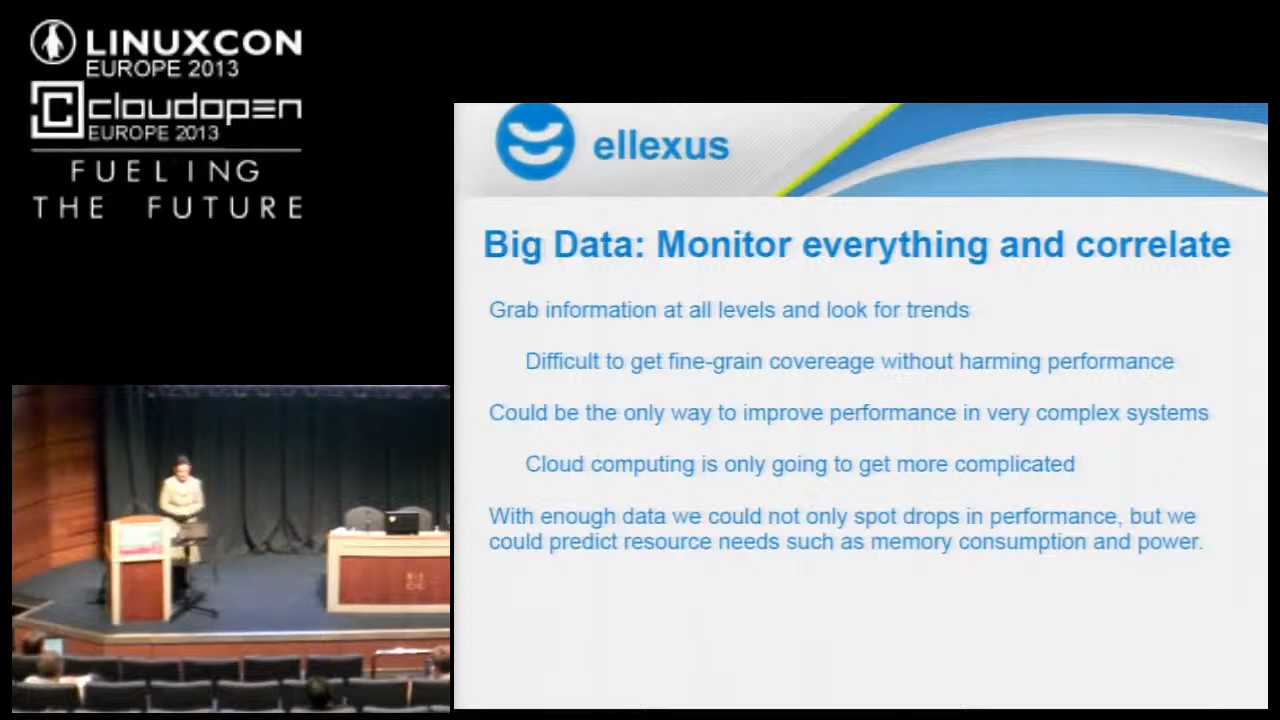 LINUXCON
EUROPE 2013
cloudopen
EUROPE 2013
FUELING
THE FUTURE
ellexus
Big Data: Monitor everything and correlate
Grab information at all levels and look for trends
Difficult to get fine-grain covereage without harming performance
Could be the only way to improve performance in very complex systems
Cloud computing is only going to get more complicated
With enough data we could not only spot drops in performance, but we
could predict resource needs such as memory consumption and power.